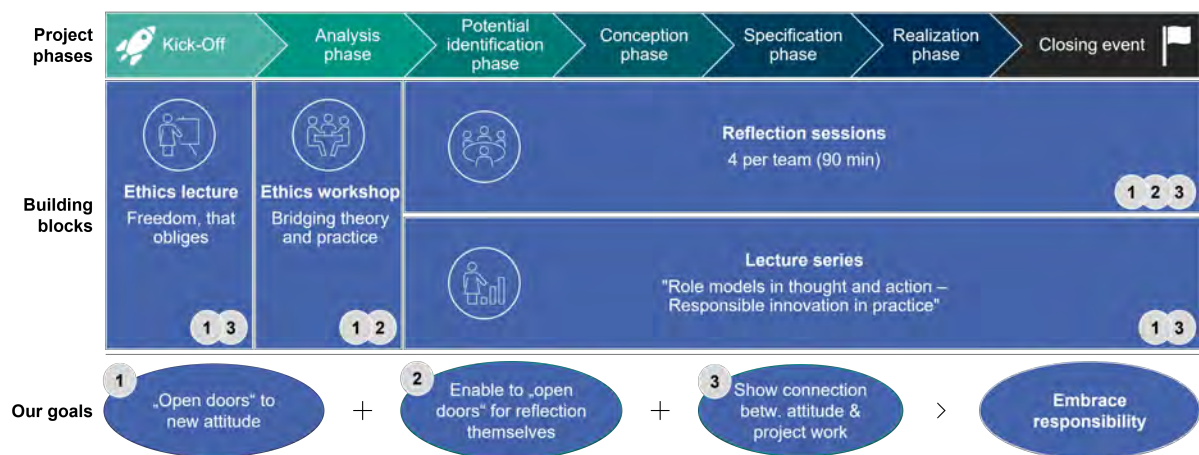 Project phases
Kick-Off
Analysis
phase
Potential
identification
phase
Conception
phase
Specification
phase
Realization
phase
Closing event
Building
blocks
Ethics lecture
Freedom, that
obliges
1 3
Ethics workshop
Bridging theory
and practice
1 2
Reflection sessions
4 per team (90 min)
1 2 3
Lecture series
"Role models in thought and action –
Responsible innovation in practice"
1 3
Our goals
1
„Open doors“ to
new attitude
+
2
Enable to „open
doors“ for reflection
themselves
+
3
Show connection
betw. attitude &
project work
>
Embrace
responsibility